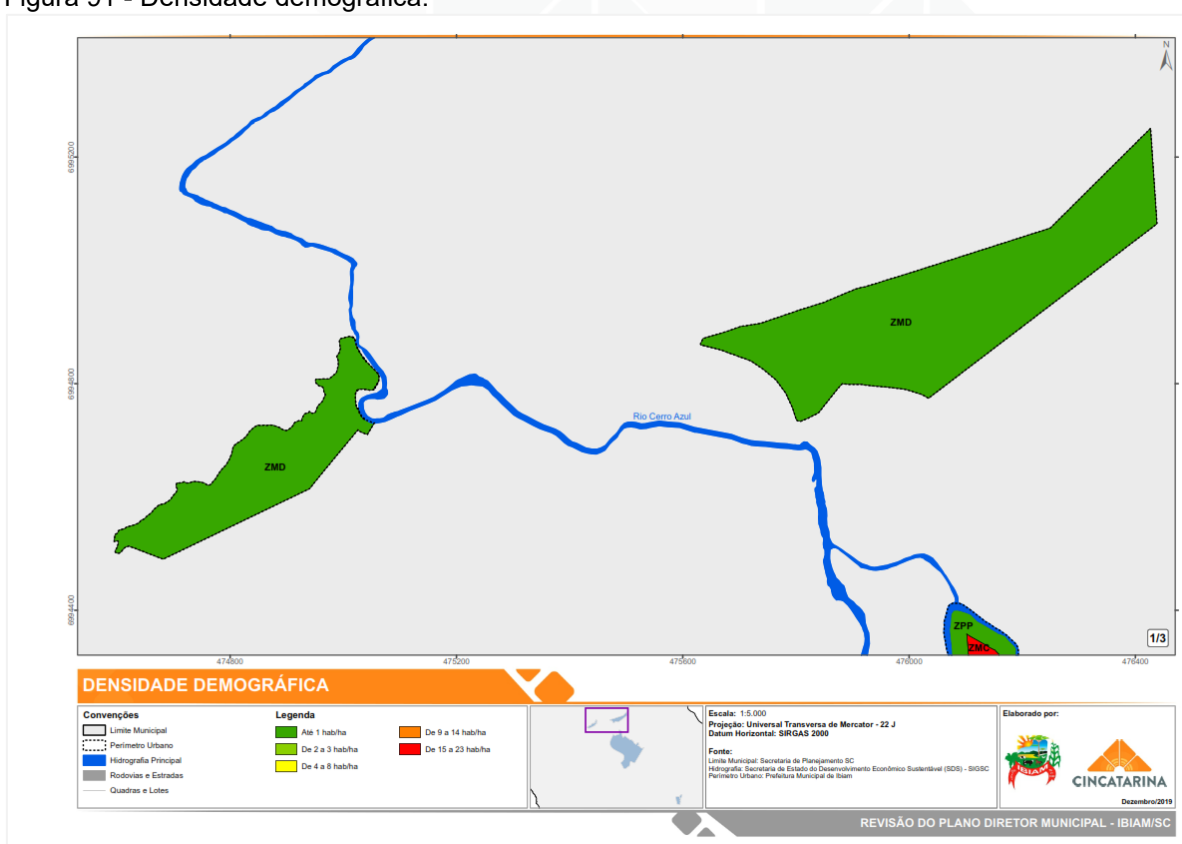 Figura 91 - Densidade demográfica.
N
6995200
6994800
6994400
ZMD
ZMD
Rio Cerro Azul
ZPP
ZMC
1/3
474800
475200
475600
476000
476400
DENSIDADE DEMOGRÁFICA
Convenções
Limite Municipal
Perímetro Urbano
Hidrografia Principal
Rodovias e Estradas
Quadras e Lotes
Legenda
Até 1 hab/ha
De 2 a 3 hab/ha
De 4 a 8 hab/ha
De 9 a 14 hab/ha
De 15 a 23 hab/ha
Escala: 1:5.000
Projeção: Universal Transversa de Mercator - 22 J
Datum Horizontal: SIRGAS 2000
Fonte:
Limite Municipal: Secretaria de Planejamento SC
Hidrografia: Secretaria de Estado do Desenvolvimento Econômico Sustentável (SDS) - SIGSC
Perímetro Urbano: Prefeitura Municipal de Ibiam
Elaborado por:
IBIAM
CINCATARINA
Dezembro/2019
REVISÃO DO PLANO DIRETOR MUNICIPAL - IBIAM/SC